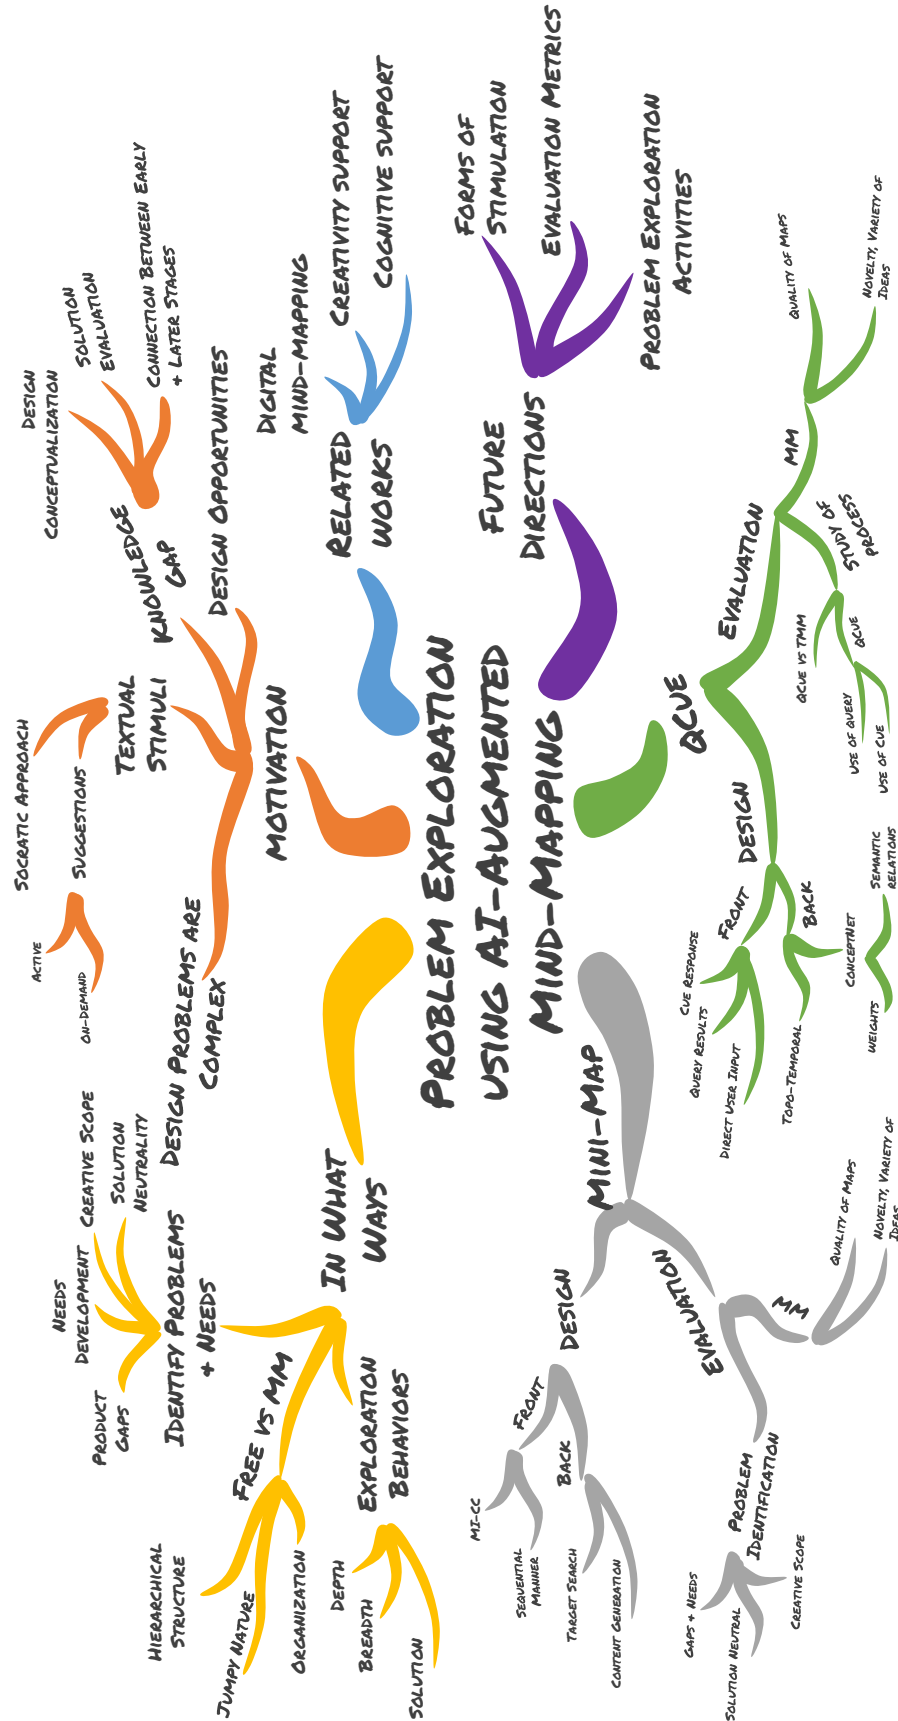 PROBLEM EXPLORATION
USING AI-AUGMENTED
MIND-MAPPING
IN WHAT
WAYS
IDENTIFY PROBLEMS
+ NEEDS
PRODUCT
GAPS
NEEDS
DEVELOPMENT
CREATIVE SCOPE
SOLUTION
NEUTRALITY
FREE VS MM
HIERARCHICAL
STRUCTURE
JUMPY NATURE
ORGANIZATION
EXPLORATION
BEHAVIORS
DEPTH
BREADTH
SOLUTION
MOTIVATION
DESIGN PROBLEMS ARE
COMPLEX
TEXTUAL
STIMULI
SOCRATIC APPROACH
SUGGESTIONS
ACTIVE
ON-DEMAND
KNOWLEDGE
GAP
DESIGN
CONCEPTUALIZATION
SOLUTION
EVALUATION
CONNECTION BETWEEN EARLY
+ LATER STAGES
DESIGN OPPORTUNITIES
RELATED
WORKS
DIGITAL
MIND-MAPPING
CREATIVITY SUPPORT
COGNITIVE SUPPORT
FUTURE
DIRECTIONS
FORMS OF
STIMULATION
EVALUATION METRICS
PROBLEM EXPLORATION
ACTIVITIES
QCUE
EVALUATION
MM
QUALITY OF MAPS
NOVELTY, VARIETY OF
IDEAS
STUDY OF
PROCESS
QCUE VS TMM
QCUE
USE OF QUERY
USE OF CUE
DESIGN
FRONT
CUE RESPONSE
QUERY RESULTS
DIRECT USER INPUT
BACK
TOPO-TEMPORAL
CONCEPTNET
SEMANTIC
RELATIONS
WEIGHTS
MINI-MAP
DESIGN
FRONT
MI-CC
SEQUENTIAL
MANNER
BACK
TARGET SEARCH
CONTENT GENERATION
EVALUATION
MM
QUALITY OF MAPS
NOVELTY, VARIETY OF
IDEAS
PROBLEM
IDENTIFICATION
GAPS + NEEDS
SOLUTION NEUTRAL
CREATIVE SCOPE